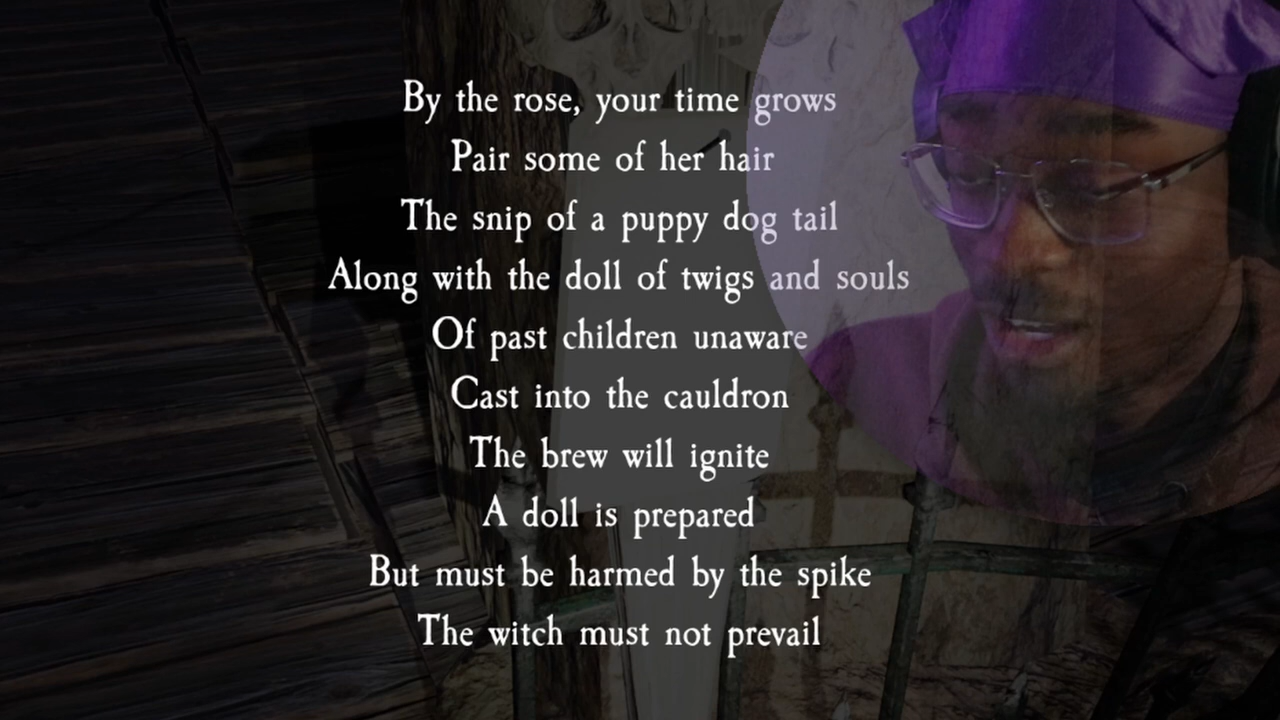 By the rose, your time grows
Pair some of her hair
The snip of a puppy dog tail
Along with the doll of twigs and souls
Of past children unaware
Cast into the cauldron
The brew will ignite
A doll is prepared
But must be harmed by the spike
The witch must not prevail